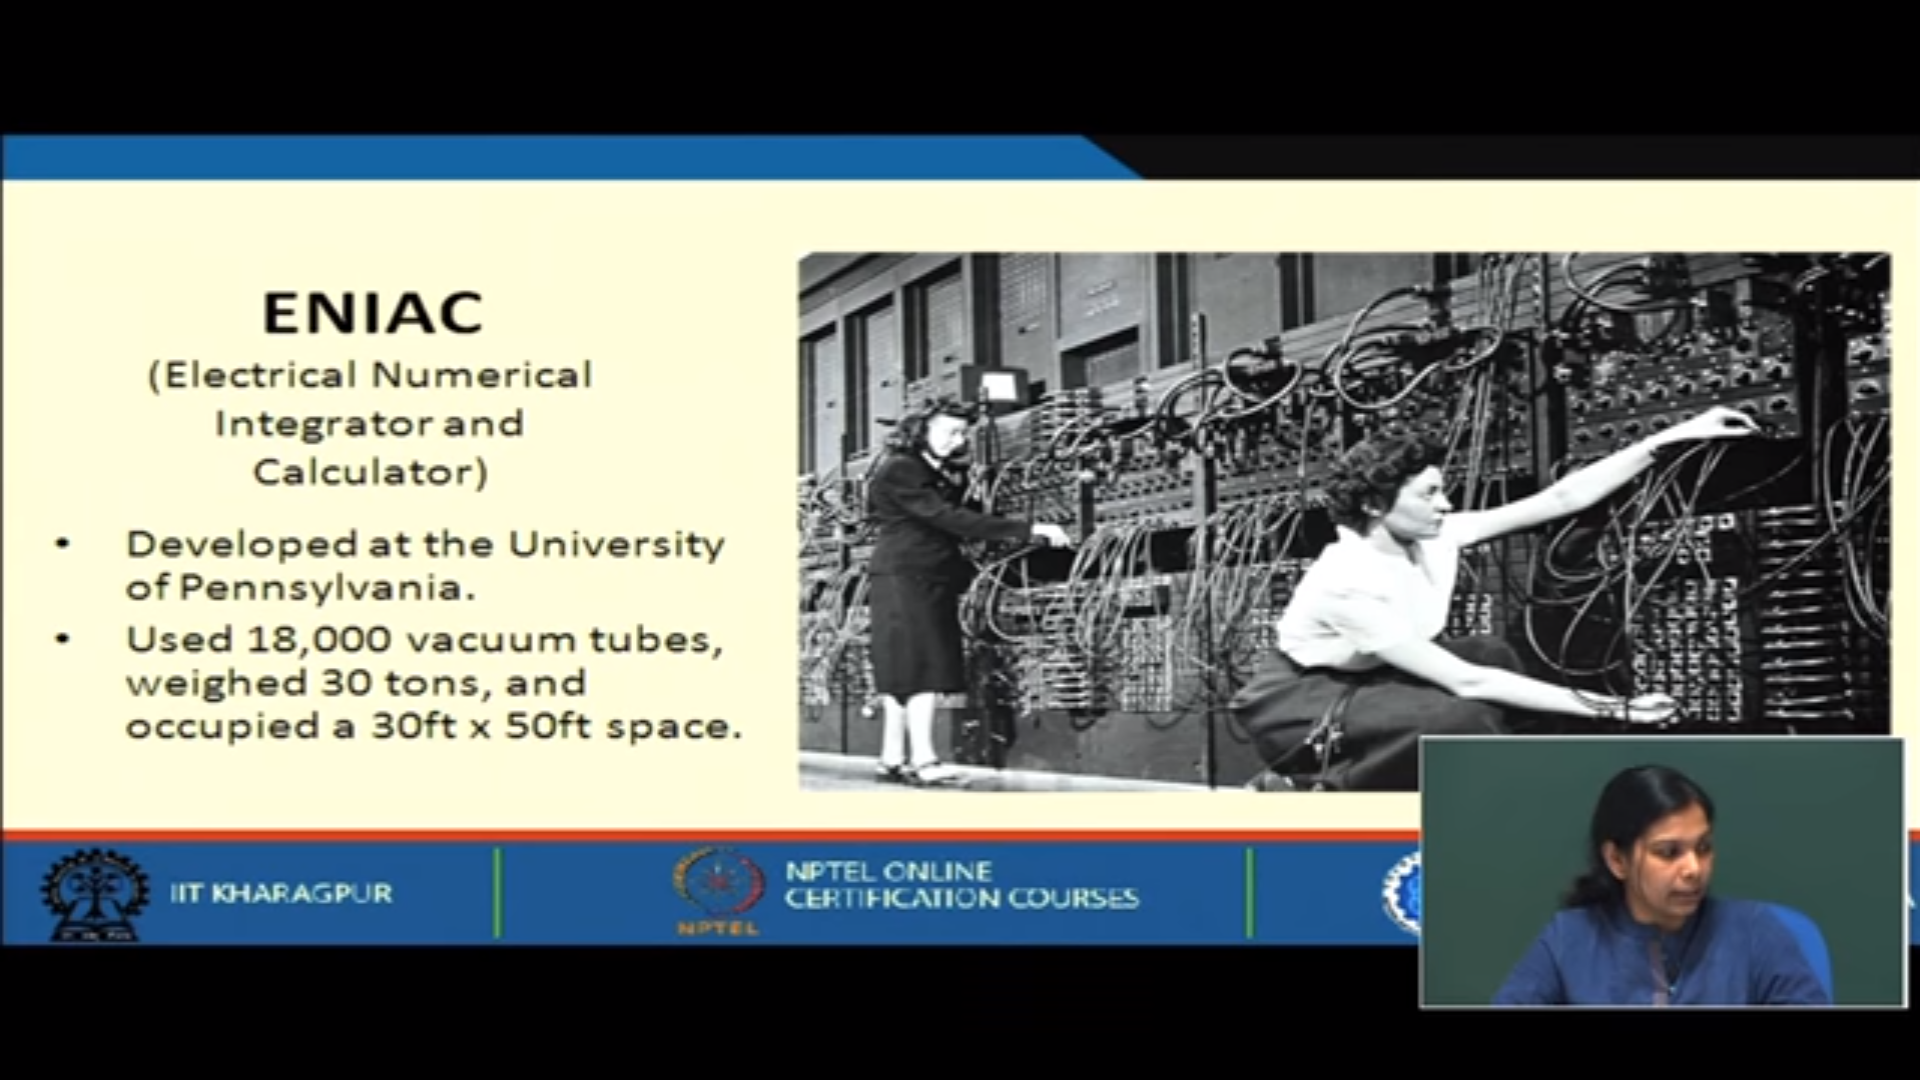 ENIAC
(Electrical Numerical
Integrator and
Calculator)
• Developed at the University
of Pennsylvania.
• Used 18,000 vacuum tubes,
weighed 30 tons, and
occupied a 30ft x 50ft space.
IIT KHARAGPUR
NPTEL
NPTEL ONLINE
CERTIFICATION COURSES